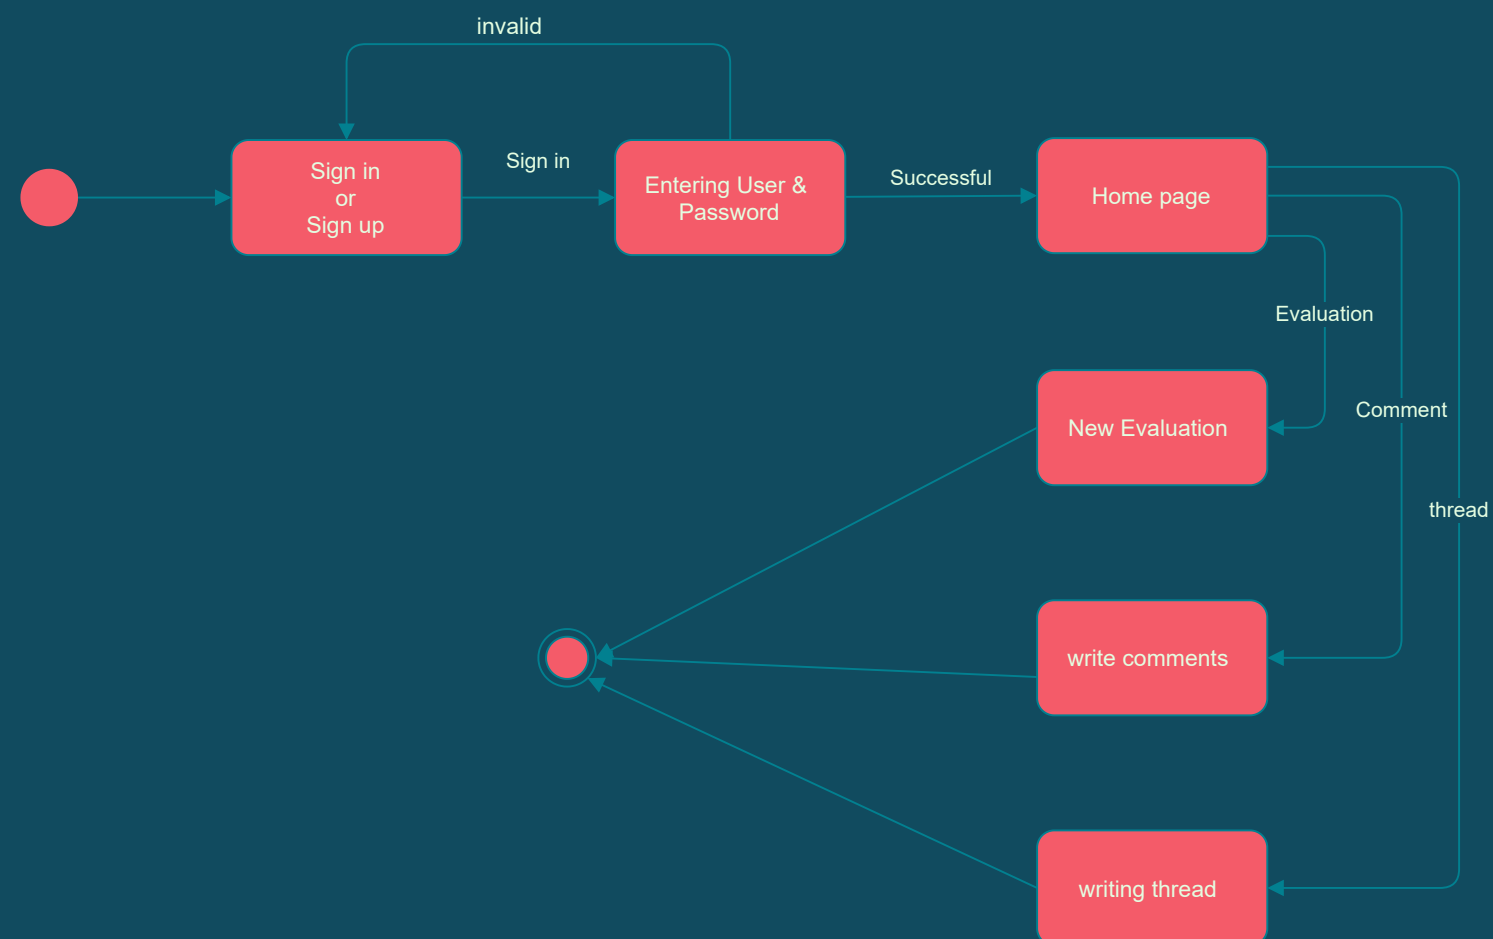 invalid
Sign in
or
Sign up
Sign in
Entering User &
Password
Successful
Home page
Evaluation
New Evaluation
Comment
thread
write comments
writing thread